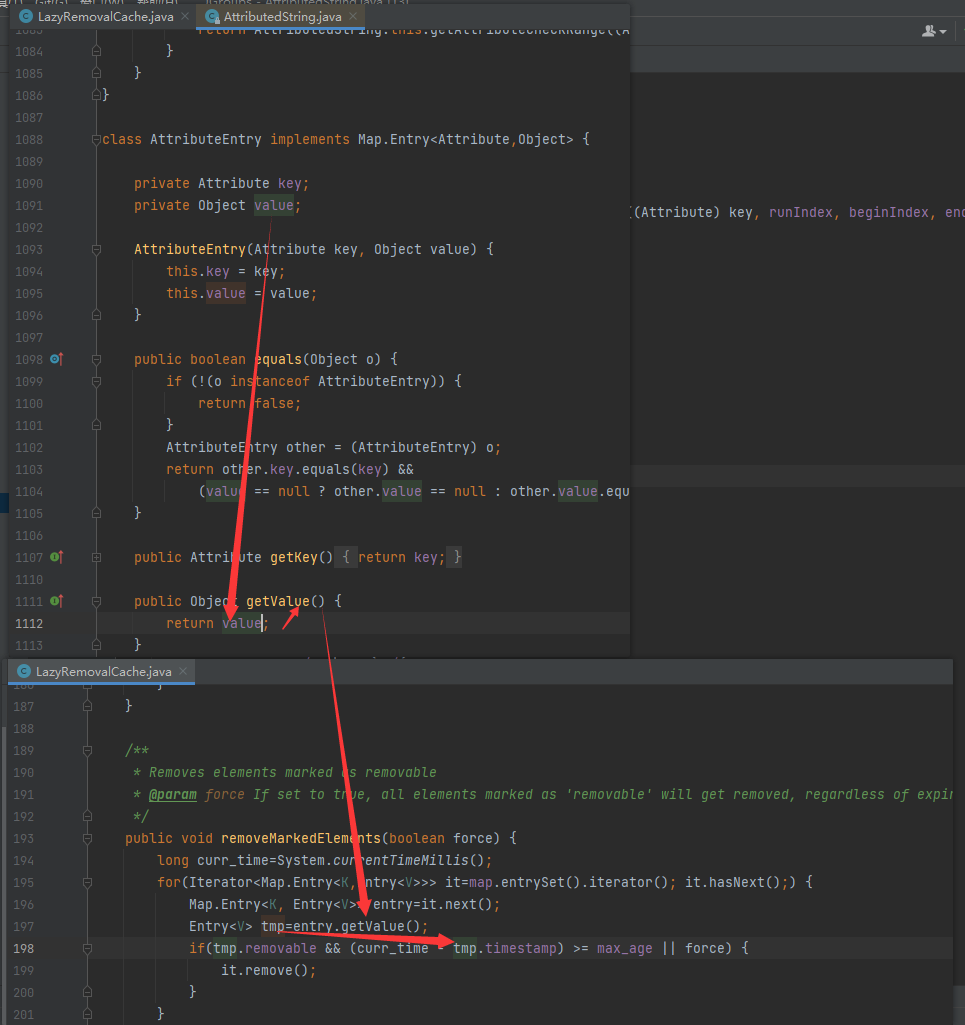 LazyRemovalCache.java AttributedString.java
1084 }
1085 }
1086 }
1087
1088 class AttributeEntry implements Map.Entry<Attribute,Object> {
1089
1090 private Attribute key;
1091 private Object value;
1092
((Attribute) key, runIndex, beginIndex, end
1093 AttributeEntry(Attribute key, Object value) {
1094 this.key = key;
1095 this.value = value;
1096 }
1097
1098 public boolean equals(Object o) {
1099 if (!(o instanceof AttributeEntry)) {
1100 return false;
1101 }
1102 AttributeEntry other = (AttributeEntry) o;
1103 return other.key.equals(key) &&
1104 (value == null ? other.value == null : other.value.equ
1105 }
1106
1107 public Attribute getKey() { return key; }
1110
1111 public Object getValue() {
1112 return value;
1113 }
LazyRemovalCache.java
187 }
188
189 /**
190 * Removes elements marked as removable
191 * @param force If set to true, all elements marked as 'removable' will get removed, regardless of expir
192 */
193 public void removeMarkedElements(boolean force) {
194 long curr_time=System.currentTimeMillis();
195 for(Iterator<Map.Entry<K,Entry<V>>> it=map.entrySet().iterator(); it.hasNext();) {
196 Map.Entry<K, Entry<V>> entry=it.next();
197 Entry<V> tmp=entry.getValue();
198 if(tmp.removable && (curr_time - tmp.timestamp) >= max_age || force) {
199 it.remove();
200 }
201 }